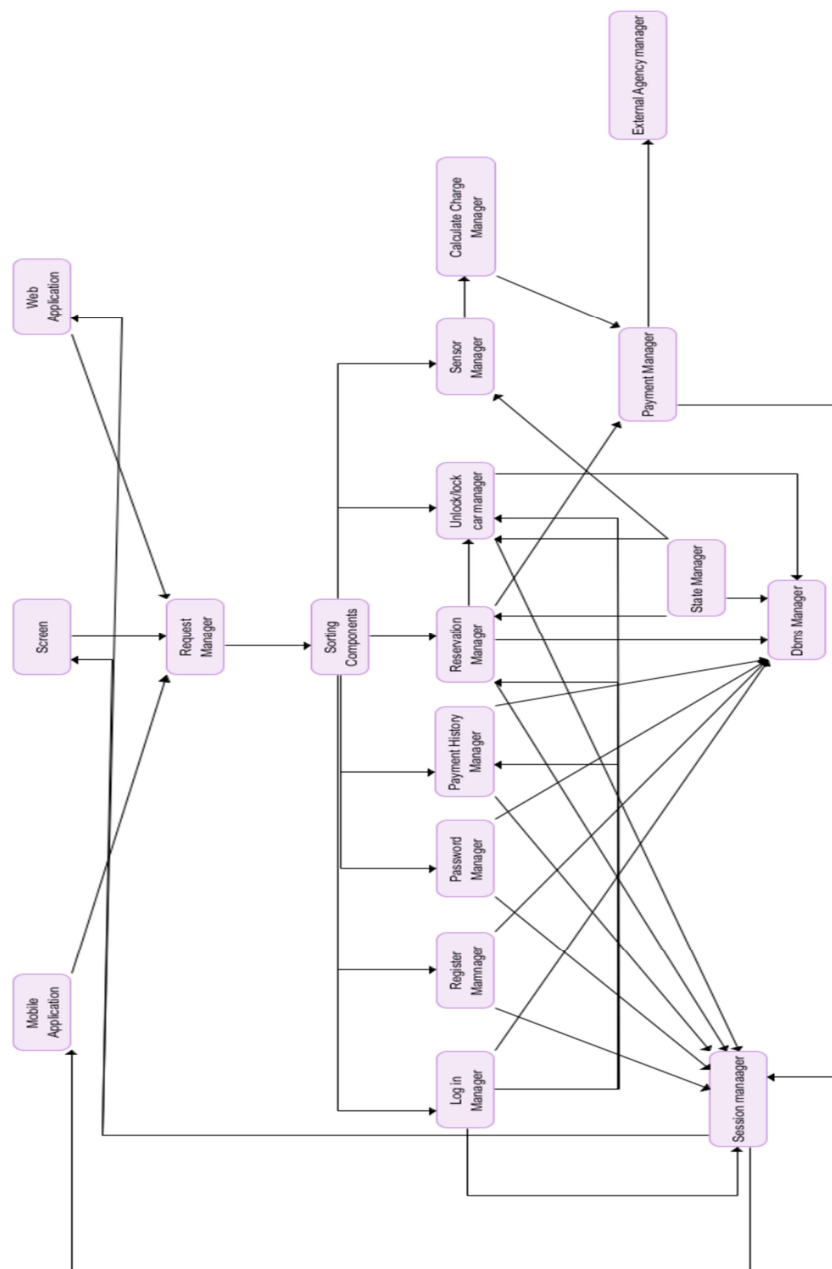 Mobile
Application
Screen
Web
Application
Request
Manager
Sorting
Components
Log in
Manager
Register
Mamnager
Password
Manager
Payment History
Manager
Reservation
Manager
Unlock/lock
car manager
Sensor
Manager
Calculate Charge
Manager
Payment Manager
External Agency manager
State Manager
Session manaager
Dbms Manager